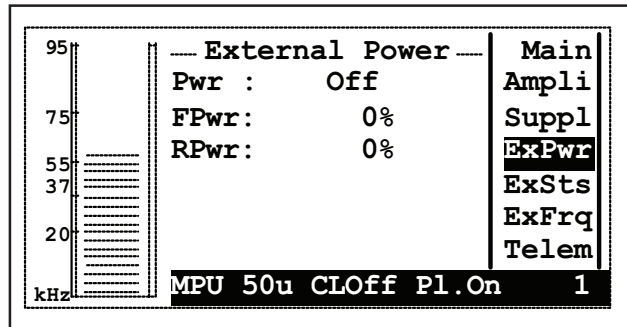 95
75
55
37
20
kHz
External Power
Pwr : Off
FPwr: 0%
RPwr: 0%
Main
Ampli
Suppl
ExPwr
ExSts
ExFrq
Telem
MPU 50u CLOff Pl.On 1